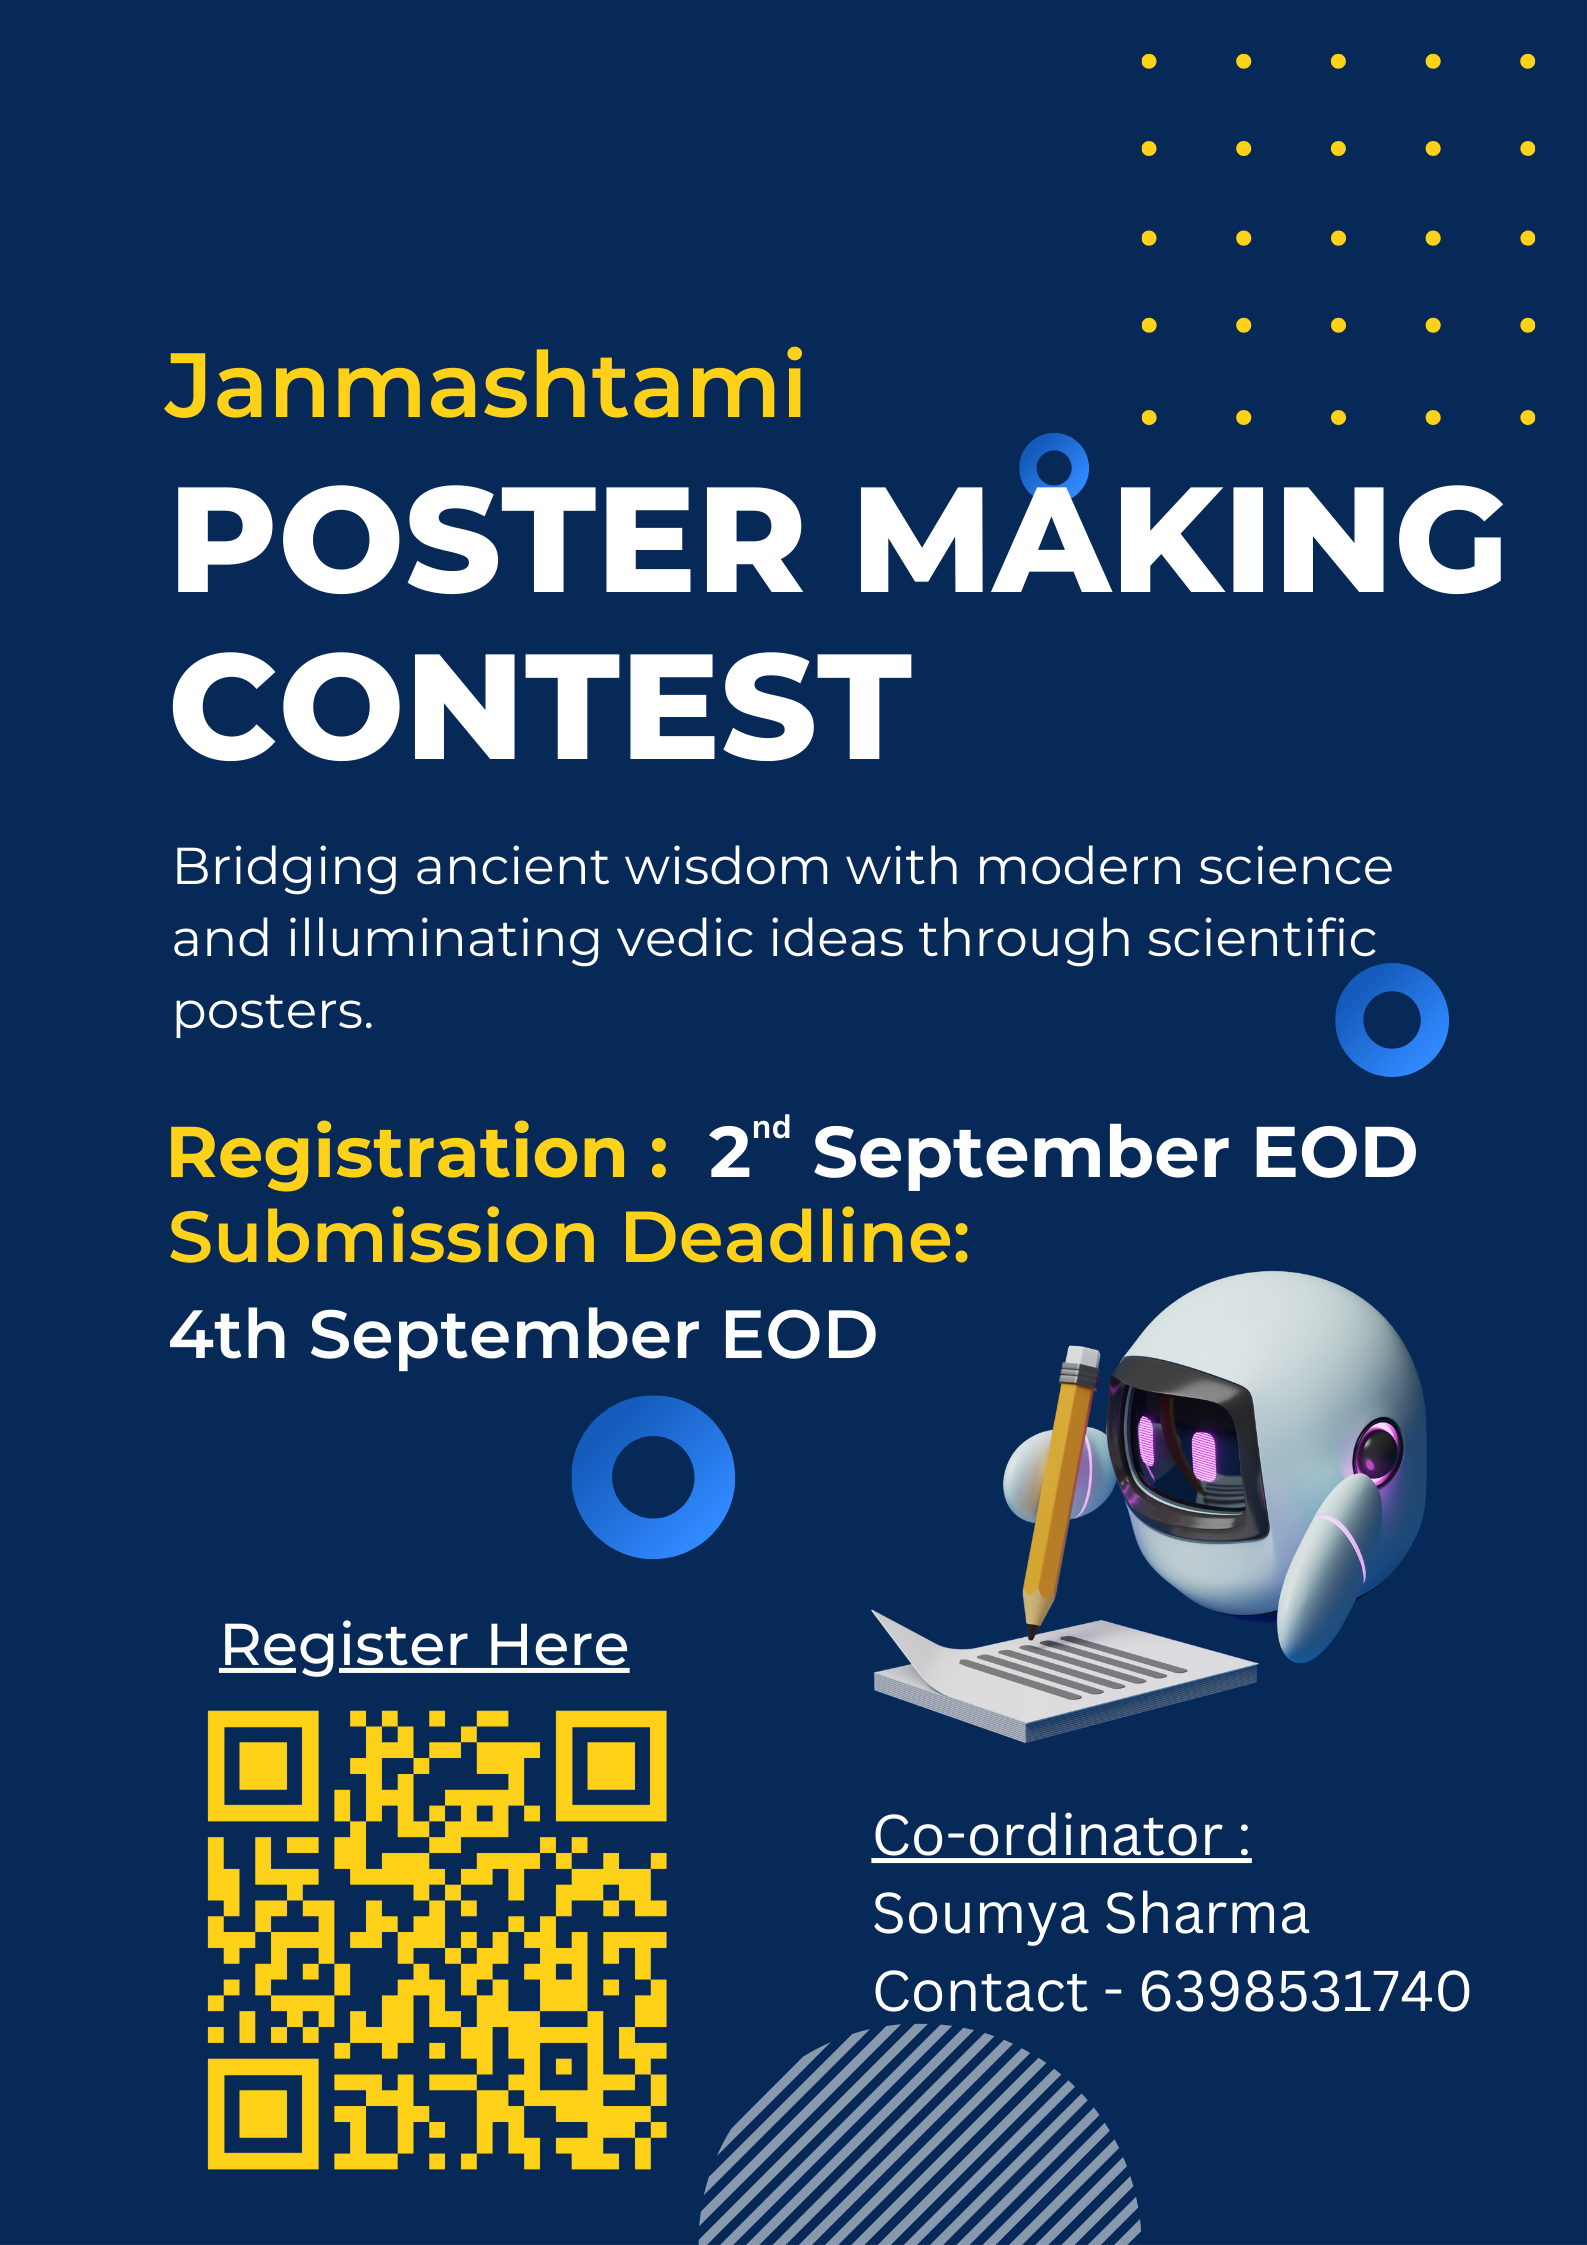 Janmashtami
POSTER MAKING
CONTEST
Bridging ancient wisdom with modern science
and illuminating vedic ideas through scientific
posters.
Registration : 2nd September EOD
Submission Deadline:
4th September EOD
Register Here
Co-ordinator :
Soumya Sharma
Contact - 6398531740